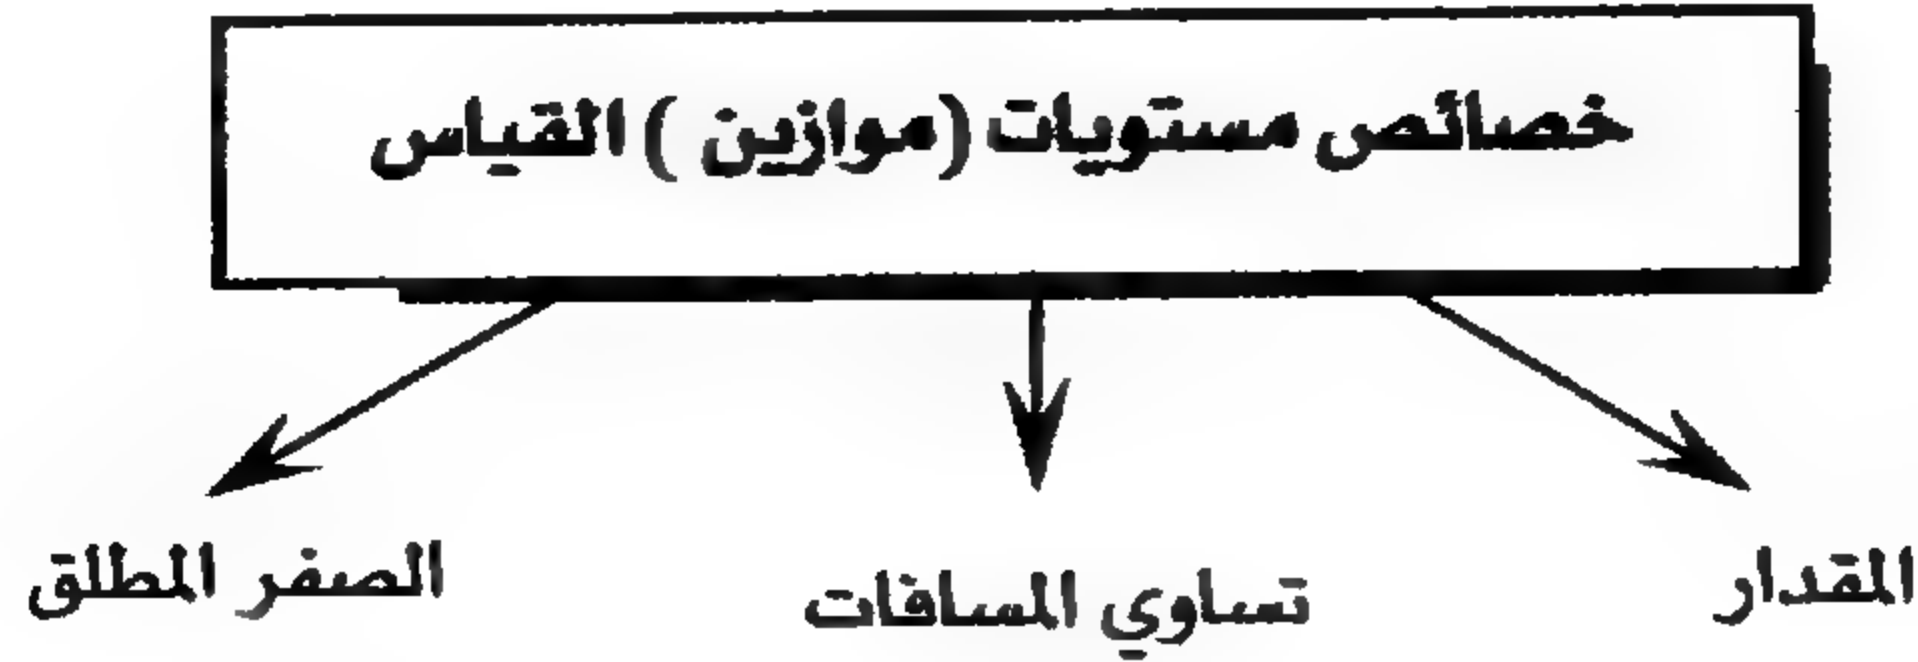 خصائص مستويات (موازين ) القياس
المقدار
تساوي المسافات
الصفر المطلق